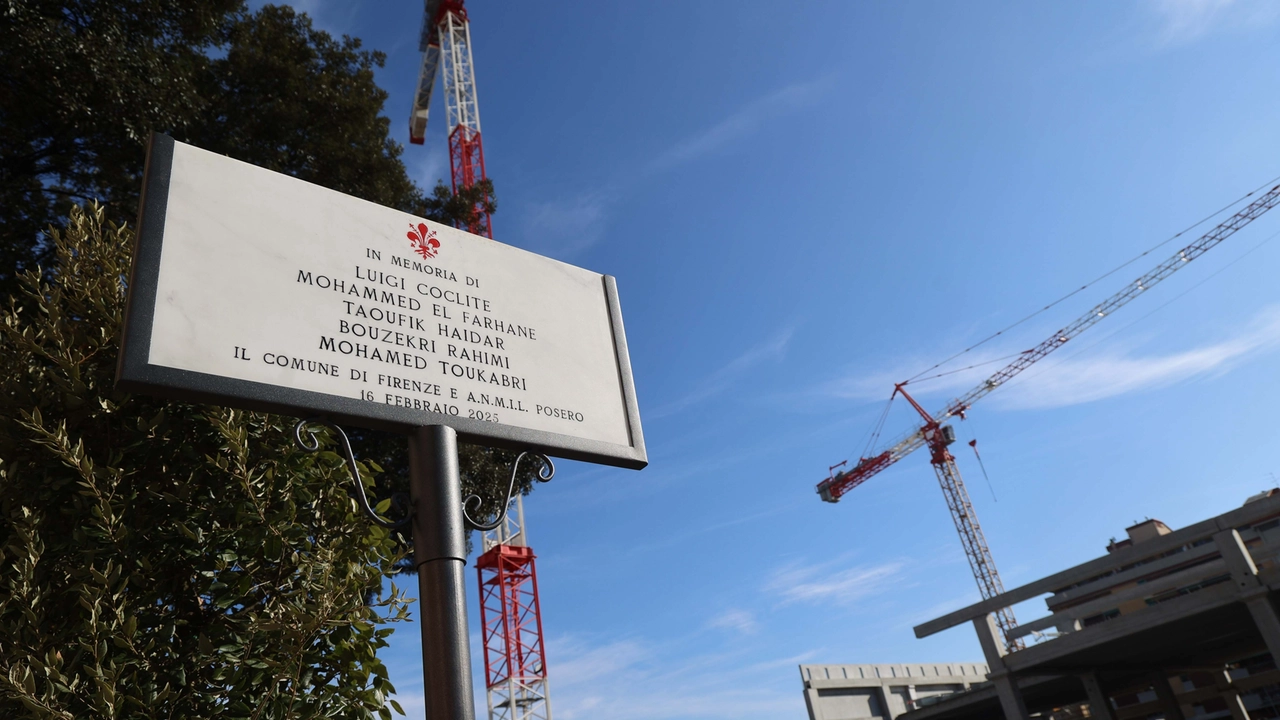 IN MEMORIA DI
LUIGI COCLITE
MOHAMMED EL FARHANE
TAOUFIK HAIDAR
BOUZEKRI RAHIMI
MOHAMED TOUKABRI
IL COMUNE DI FIRENZE E A.N.M.I.L. POSERO
16 FEBBRAIO 2025